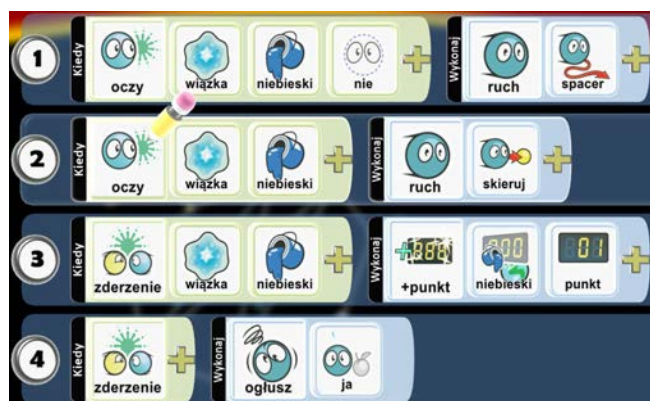 1 Kiedy oczy wiązka niebieski nie Wykonaj ruch spacer
2 Kiedy oczy wiązka niebieski Wykonaj ruch skieruj
3 Kiedy zderzenie wiązka niebieski Wykonaj +punkt niebieski punkt 01
4 Kiedy zderzenie Wykonaj ogłusz ja